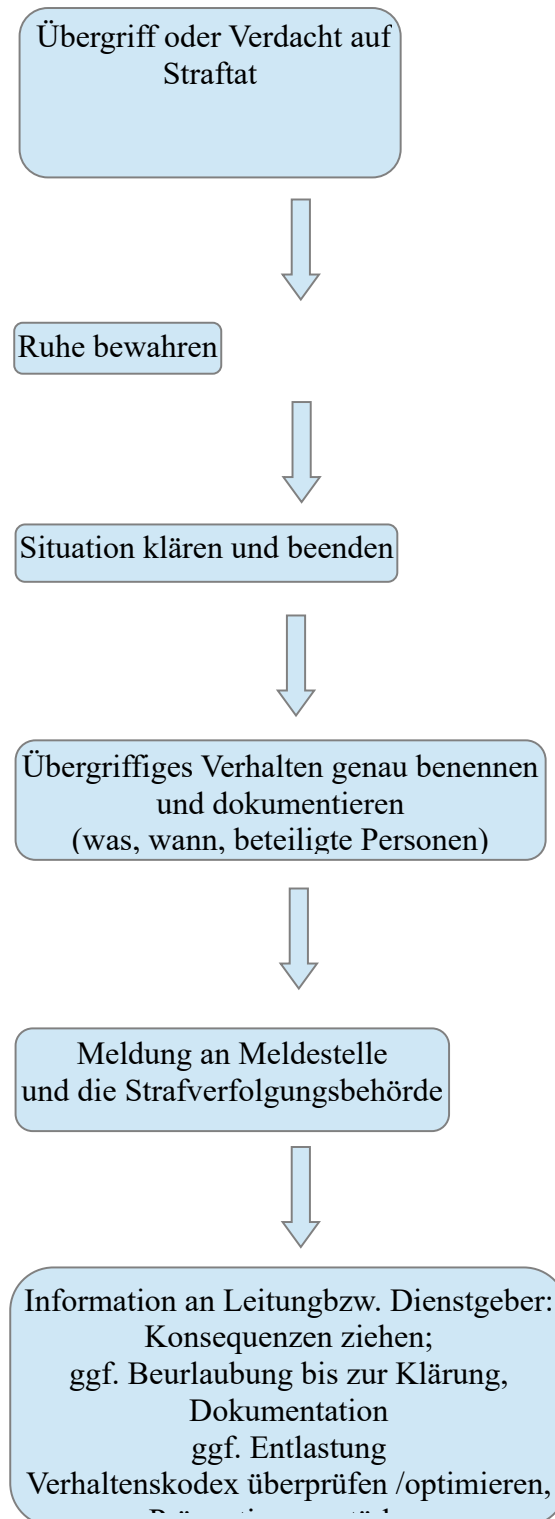 Übergriff oder Verdacht auf
Straftat
Ruhe bewahren
Situation klären und beenden
Übergriffiges Verhalten genau benennen
und dokumentieren
(was, wann, beteiligte Personen)
Meldung an Meldestelle
und die Strafverfolgungsbehörde
Information an Leitungbzw. Dienstgeber:
Konsequenzen ziehen;
ggf. Beurlaubung bis zur Klärung,
Dokumentation
ggf. Entlastung
Verhaltenskodex überprüfen /optimieren,